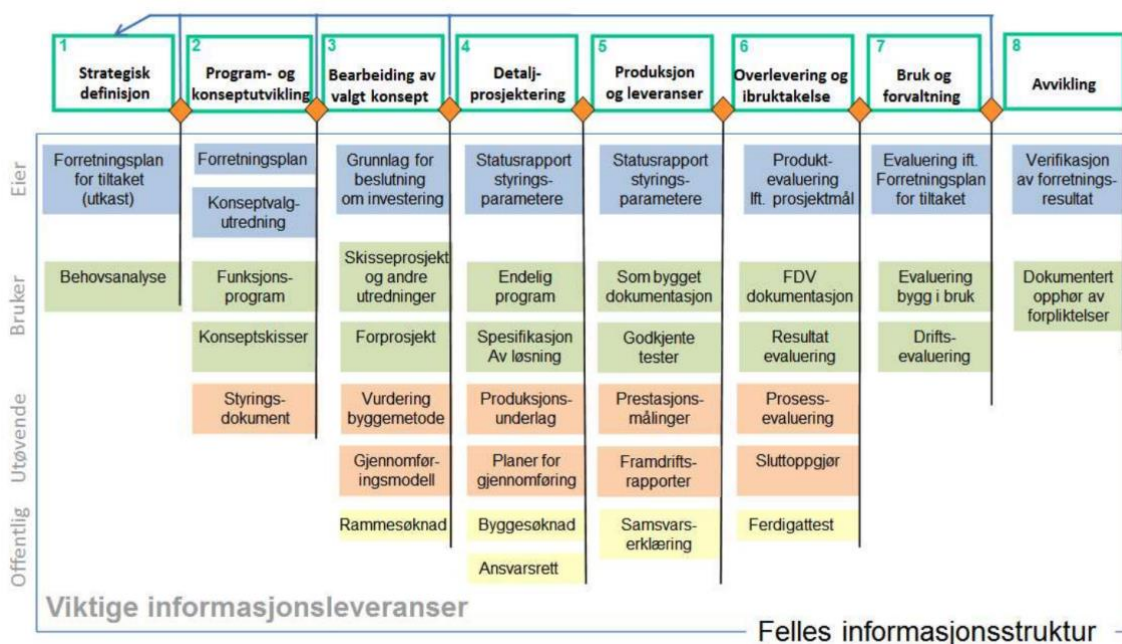 1
Strategisk
definisjon
2
Program- og
konseptutvikling
3
Bearbeiding av
valgt konsept
4
Detalj-
prosjektering
5
Produksjon
og leveranser
6
Overlevering og
ibruktakelse
7
Bruk og
forvaltning
8
Avvikling
Eier
Forretningsplan
for tiltaket
(utkast)
Forretningsplan
Konseptvalg-
utredning
Grunnlag for
beslutning
om investering
Statusrapport
styrings-
parametere
Statusrapport
styrings-
parametere
Produkt-
evaluering
Ift. prosjektmål
Evaluering ift.
Forretningsplan
for tiltaket
Verifikasjon
av forretnings-
resultat
Bruker
Behovsanalyse
Funksjons-
program
Konseptskisser
Skisseprosjekt
og andre
utredninger
Forprosjekt
Endelig
program
Spesifikasjon
Av løsning
Som bygget
dokumentasjon
Godkjente
tester
FDV
dokumentasjon
Resultat
evaluering
Evaluering
bygg i bruk
Drifts-
evaluering
Dokumentert
opphør av
forpliktelser
Utøvende
Styrings-
dokument
Vurdering
byggemetode
Gjennomfør-
ingsmodell
Produksjons-
underlag
Planer for
gjennomføring
Prestasjons-
målinger
Framdrifts-
rapporter
Prosess-
evaluering
Sluttoppgjør
Offentlig
Rammesøknad
Byggesøknad
Ansvarsrett
Samsvars-
erklæring
Ferdigattest
Viktige informasjonsleveranser
Felles informasjonsstruktur